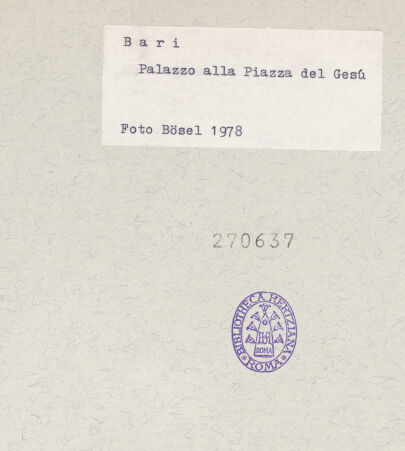 B a r i
Palazzo alla Piazza del Gesú
Foto Bösel 1978
270637
BIBLIOTHECA HERTZIANA
ROMA
* ROMA *